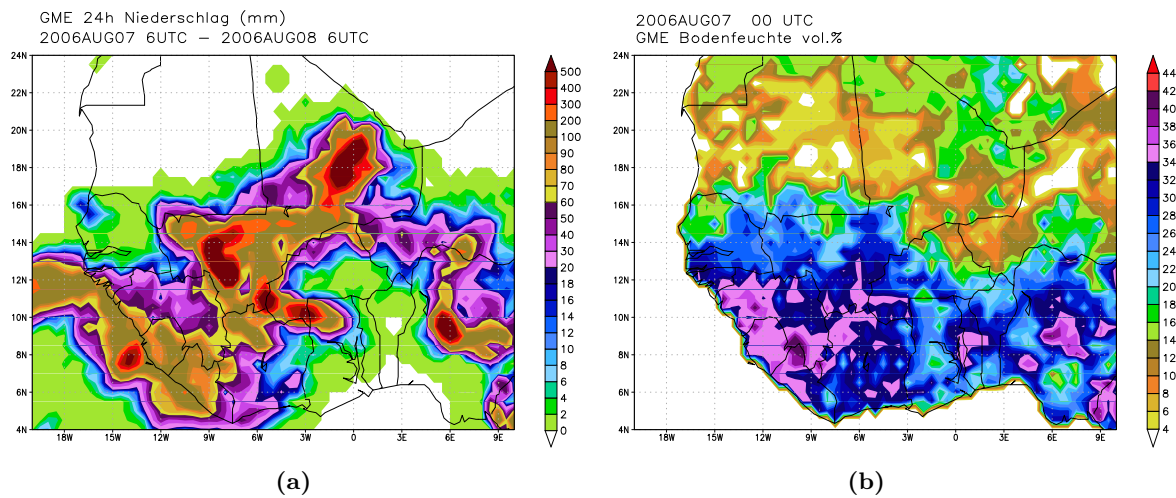 GME 24h Niederschlag (mm)
2006AUG07 6UTC – 2006AUG08 6UTC
24N
22N
20N
18N
16N
14N
12N
10N
8N
6N
4N
18W 15W 12W 9W 6W 3W 0 3E 6E 9E
500
400
300
200
100
90
80
70
60
50
40
30
20
18
16
14
12
10
8
6
4
2
0
(a)
2006AUG07 00 UTC
GME Bodenfeuchte vol.%
24N
22N
20N
18N
16N
14N
12N
10N
8N
6N
4N
18W 15W 12W 9W 6W 3W 0 3E 6E 9E
44
42
40
38
36
34
32
30
28
26
24
22
20
18
16
14
12
10
8
6
4
(b)